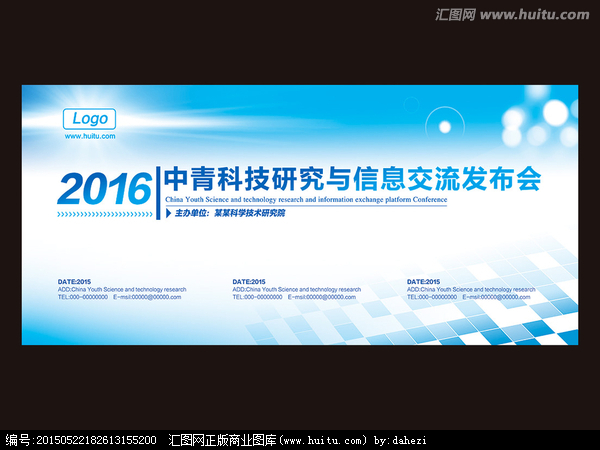 汇图网 www.huitu.com
Logo
www.huitu.com
2016 中青科技研究与信息交流发布会
China Youth Science and technology research and information exchange platform Conference
主办单位：某某科学技术研究院
DATE:2015
ADD:China Youth Science and technology research
TEL:000-00000000 E-msil:00000@00000.com
DATE:2015
ADD:China Youth Science and technology research
TEL:000-00000000 E-msil:00000@00000.com
DATE:2015
ADD:China Youth Science and technology research
TEL:000-00000000 E-msil:00000@00000.com
编号:20150522182613155200 汇图网正版商业图库(www.huitu.com) by:dahezi